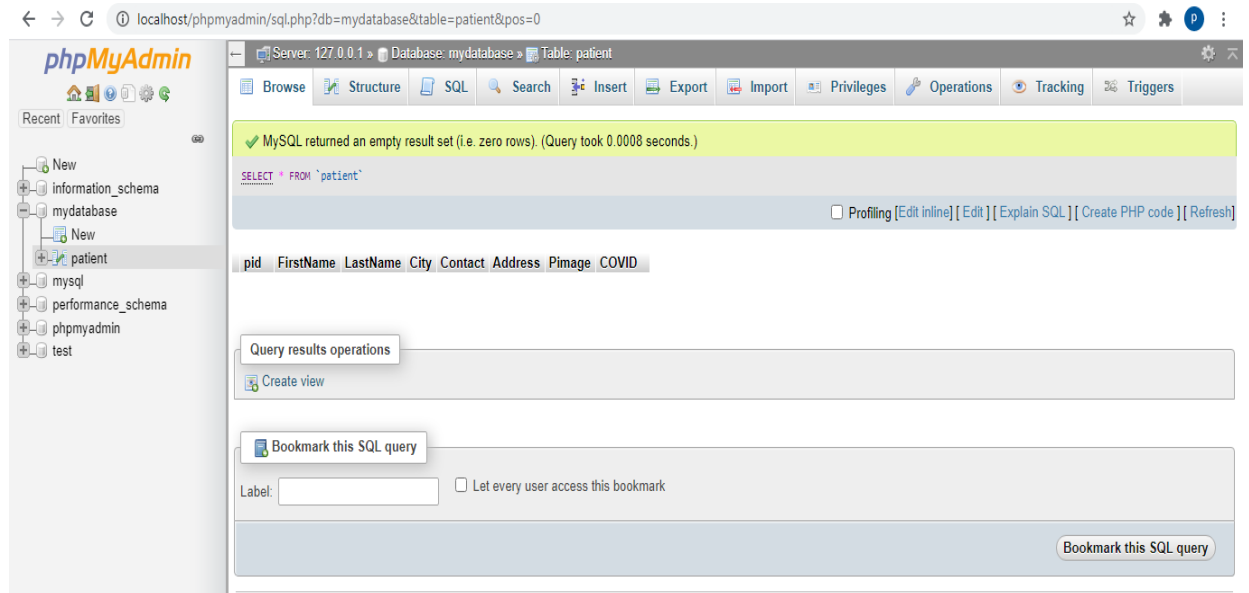 localhost/phpmyadmin/sql.php?db=mydatabase&table=patient&pos=0
P
phpMyAdmin
Recent Favorites
New
information_schema
mydatabase
New
patient
mysql
performance_schema
phpmyadmin
test
Server: 127.0.0.1 » Database: mydatabase » Table: patient
Browse Structure SQL Search Insert Export Import Privileges Operations Tracking Triggers
MySQL returned an empty result set (i.e. zero rows). (Query took 0.0008 seconds.)
SELECT * FROM `patient`
Profiling [Edit inline] [ Edit ] [ Explain SQL ] [ Create PHP code ] [ Refresh]
pid FirstName LastName City Contact Address Pimage COVID
Query results operations
Create view
Bookmark this SQL query
Label: Let every user access this bookmark
Bookmark this SQL query